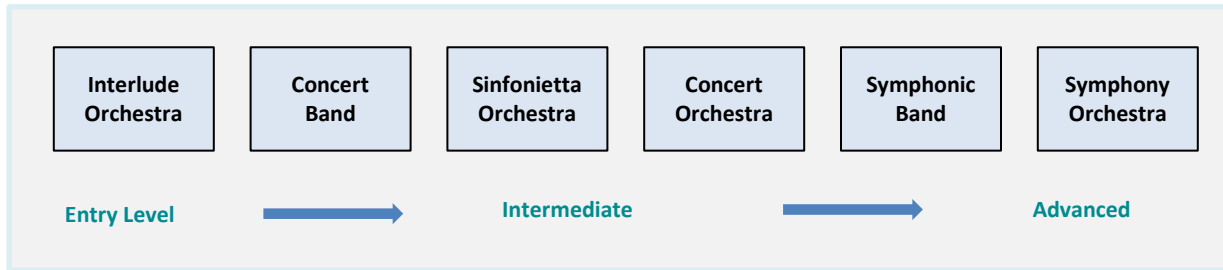 Interlude
Orchestra
Concert
Band
Sinfonietta
Orchestra
Concert
Orchestra
Symphonic
Band
Symphony
Orchestra
Entry Level
Intermediate
Advanced